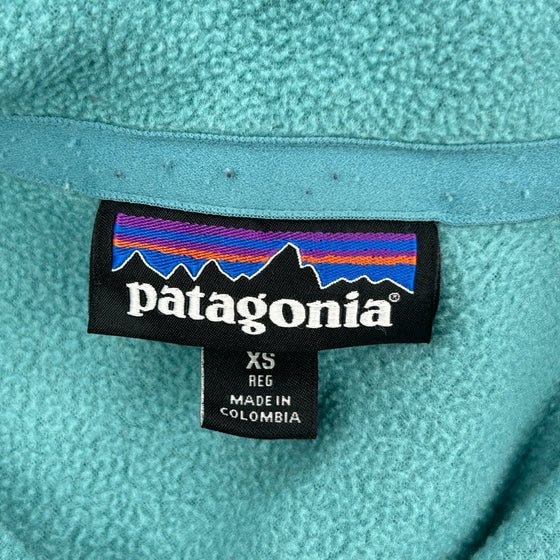 patagonia®
XS
REG
MADE IN
COLOMBIA